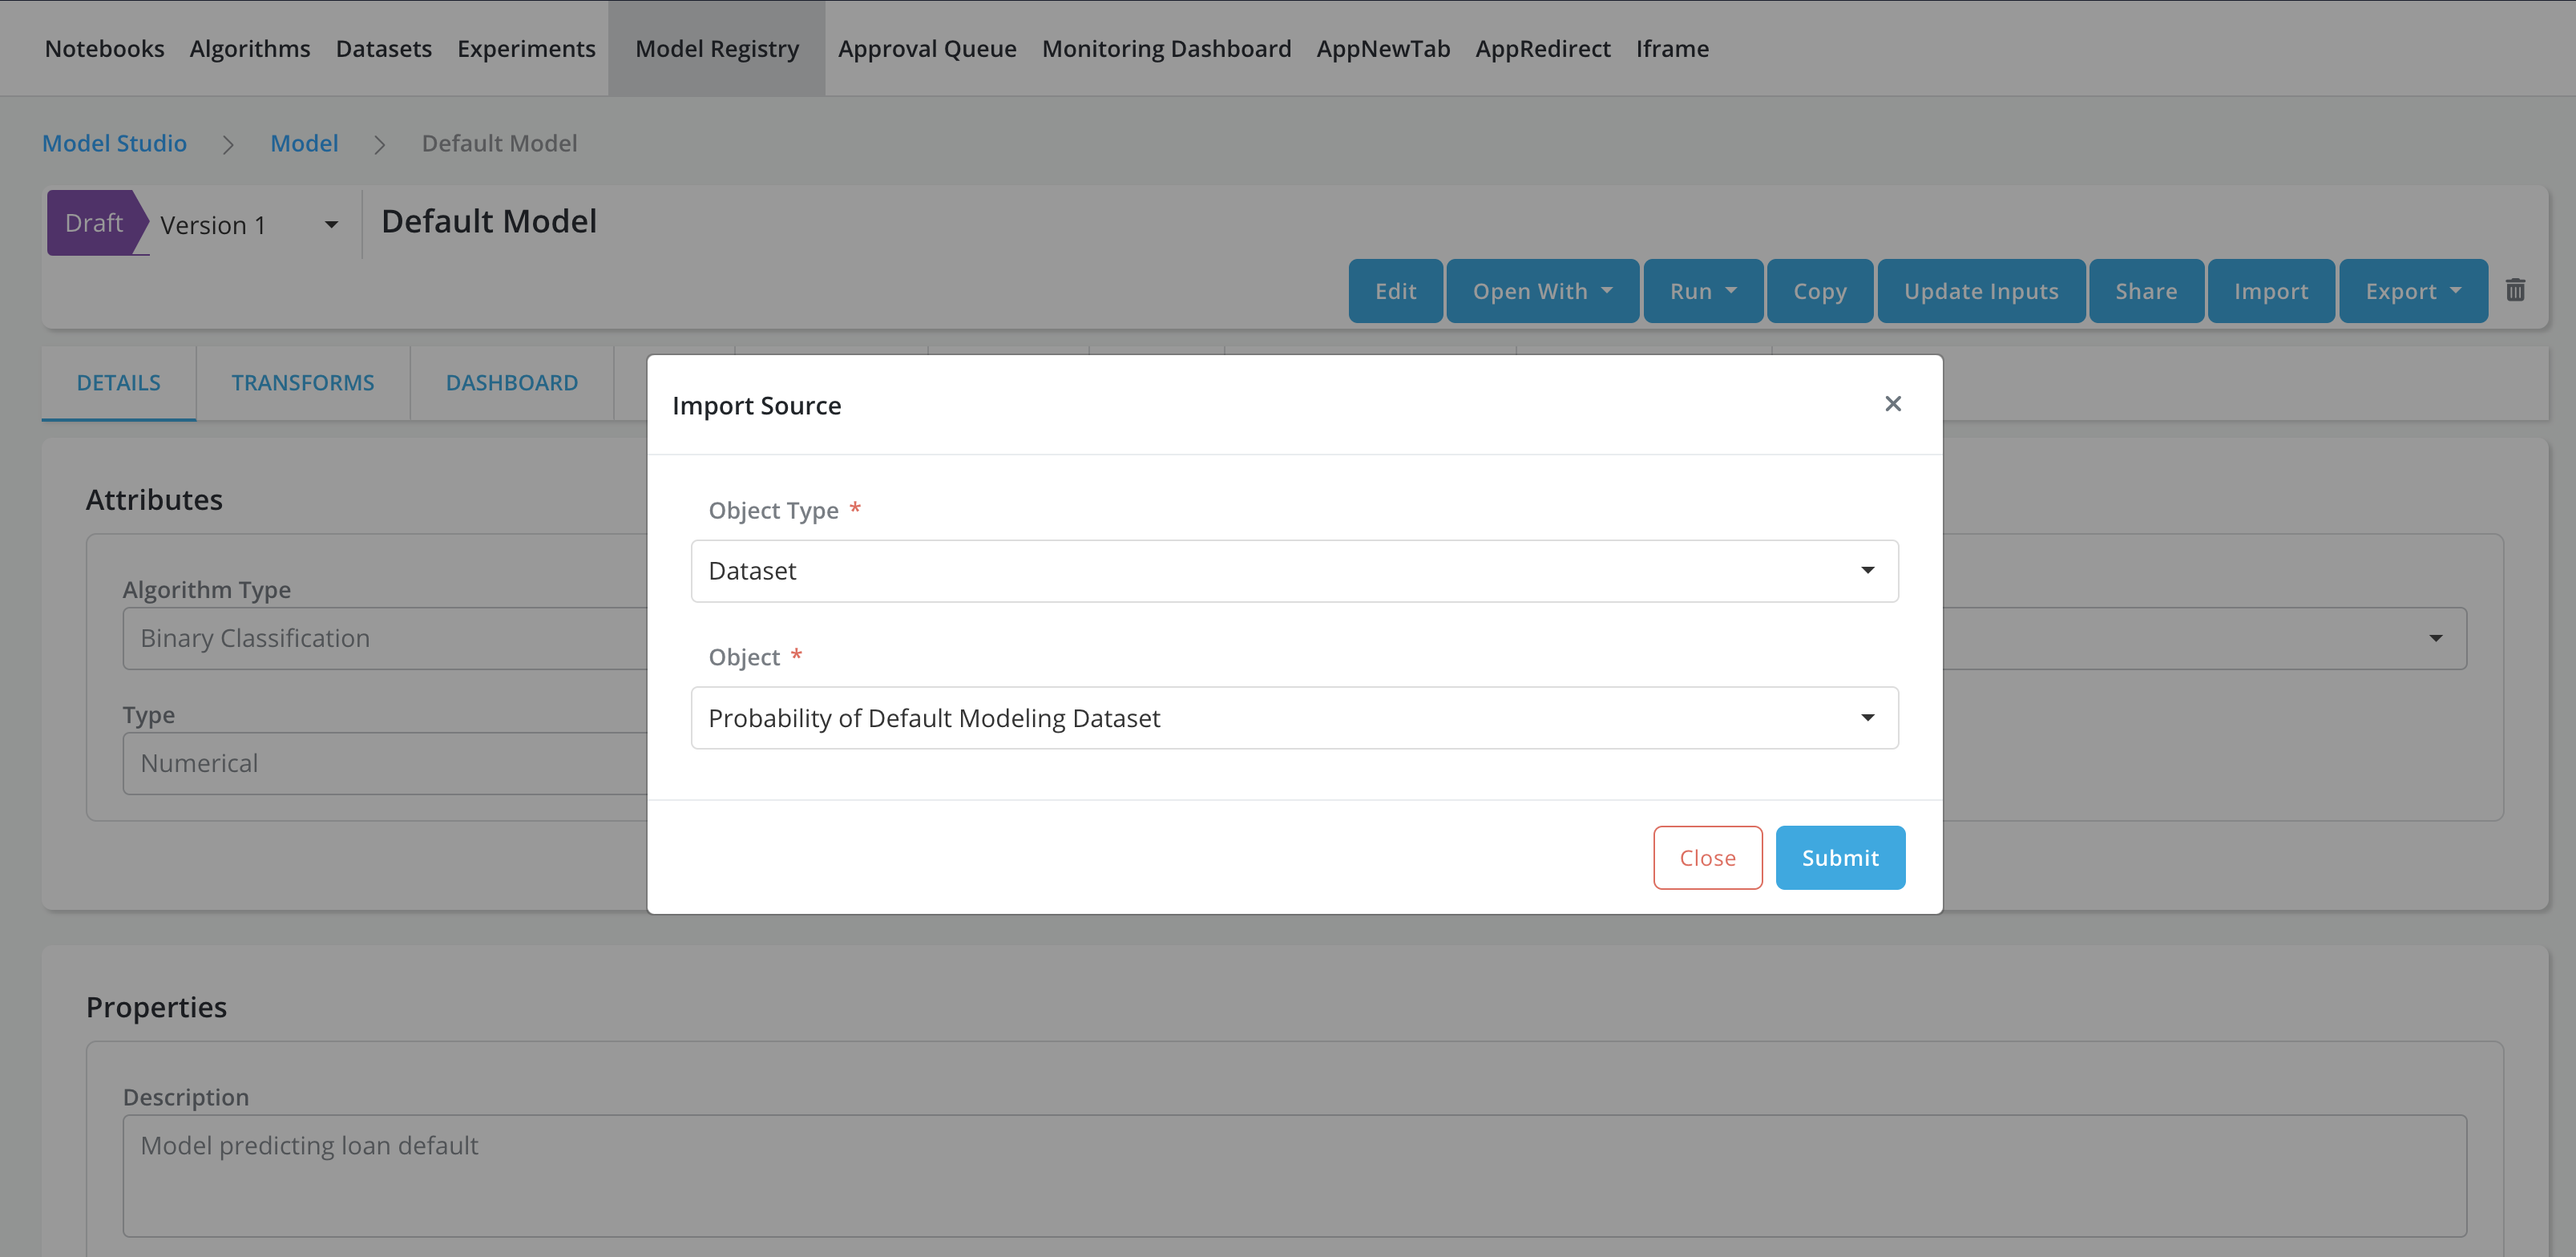 Notebooks Algorithms Datasets Experiments Model Registry Approval Queue Monitoring Dashboard AppNewTab AppRedirect Iframe
Model Studio Model Default Model
Draft Version 1 Default Model
Edit Open With Run Copy Update Inputs Share Import Export
DETAILS TRANSFORMS DASHBOARD
Import Source
Object Type *
Dataset
Object *
Probability of Default Modeling Dataset
Close Submit
Attributes
Algorithm Type
Binary Classification
Type
Numerical
Properties
Description
Model predicting loan default